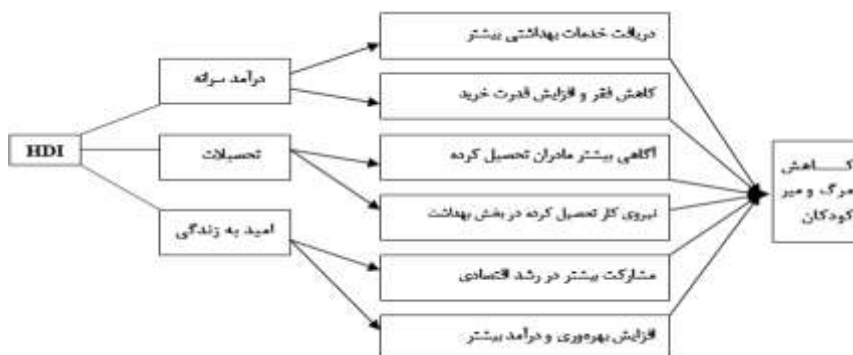 HDI
درآمد سرانه
تحصیلات
امید به زندگی
دریافت خدمات بهداشتی بیشتر
کاهش فقر و افزایش قدرت خرید
آگاهی بیشتر مادران تحصیل کرده
نیروی کار تحصیل کرده در بخش بهداشت
مشارکت بیشتر در رشد اقتصادی
افزایش بهره‌وری و درآمد بیشتر
کـــــاهش
مرگ و میر
کودکان